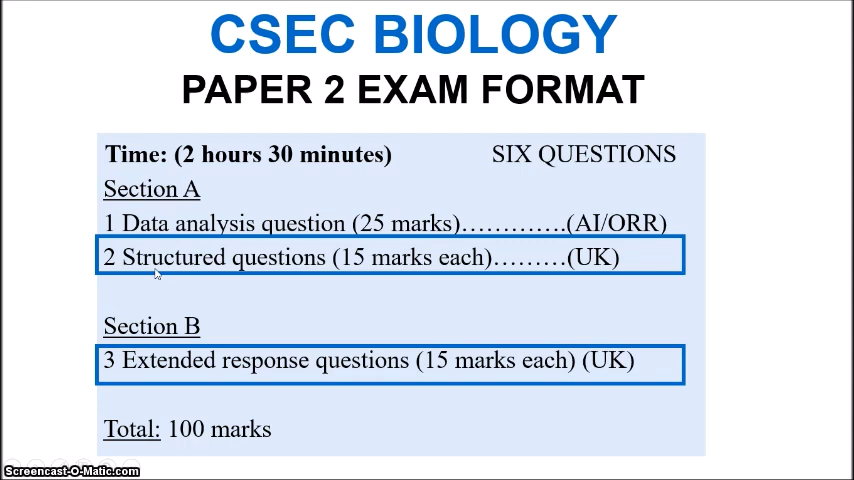 CSEC BIOLOGY
PAPER 2 EXAM FORMAT
Time: (2 hours 30 minutes) SIX QUESTIONS
Section A
1 Data analysis question (25 marks)………….(AI/ORR)
2 Structured questions (15 marks each)………(UK)
Section B
3 Extended response questions (15 marks each) (UK)
Total: 100 marks
Screencast-O-Matic.com